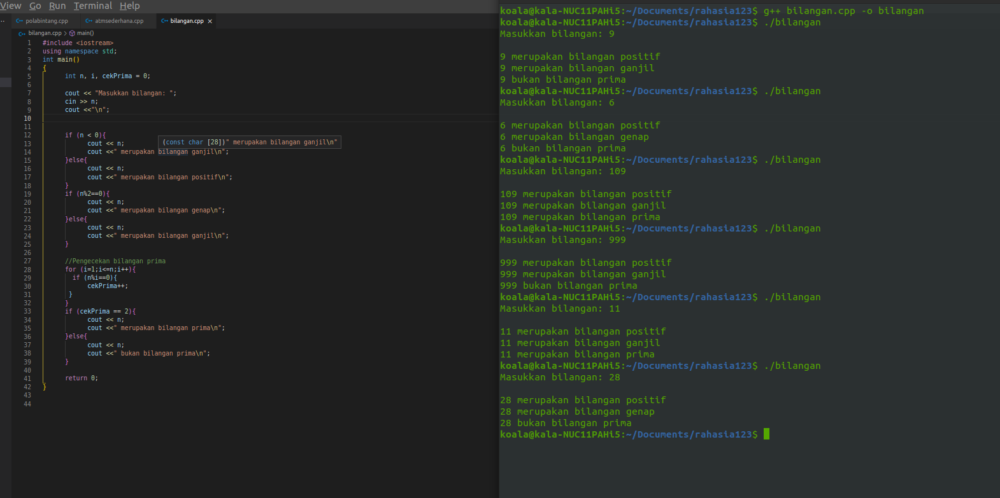 View Go Run Terminal Help
polabintang.cpp atmsederhana.cpp bilangan.cpp ×
bilangan.cpp > main()
1 #include <iostream>
2 using namespace std;
3 int main()
4 {
5 int n, i, cekPrima = 0;
6
7 cout << "Masukkan bilangan: ";
8 cin >> n;
9 cout <<"\n";
10
11
12 if (n < 0){
(const char [28])" merupakan bilangan ganjil\n"
13 cout << n;
14 cout <<" merupakan bilangan ganjil\n";
15 }else{
16 cout << n;
17 cout <<" merupakan bilangan positif\n";
18 }
19 if (n%2==0){
20 cout << n;
21 cout <<" merupakan bilangan genap\n";
22 }else{
23 cout << n;
24 cout <<" merupakan bilangan ganjil\n";
25 }
26
27 //Pengecekan bilangan prima
28 for (i=1;i<=n;i++){
29 if (n%i==0){
30 cekPrima++;
31 }
32 }
33 if (cekPrima == 2){
34 cout << n;
35 cout <<" merupakan bilangan prima\n";
36 }else{
37 cout << n;
38 cout <<" bukan bilangan prima\n";
39 }
40
41 return 0;
42 }
43
44
koala@kala-NUC11PAHi5:~/Documents/rahasia123$ g++ bilangan.cpp -o bilangan
koala@kala-NUC11PAHi5:~/Documents/rahasia123$ ./bilangan
Masukkan bilangan: 9
9 merupakan bilangan positif
9 merupakan bilangan ganjil
9 bukan bilangan prima
koala@kala-NUC11PAHi5:~/Documents/rahasia123$ ./bilangan
Masukkan bilangan: 6
6 merupakan bilangan positif
6 merupakan bilangan genap
6 bukan bilangan prima
koala@kala-NUC11PAHi5:~/Documents/rahasia123$ ./bilangan
Masukkan bilangan: 109
109 merupakan bilangan positif
109 merupakan bilangan ganjil
109 merupakan bilangan prima
koala@kala-NUC11PAHi5:~/Documents/rahasia123$ ./bilangan
Masukkan bilangan: 999
999 merupakan bilangan positif
999 merupakan bilangan ganjil
999 bukan bilangan prima
koala@kala-NUC11PAHi5:~/Documents/rahasia123$ ./bilangan
Masukkan bilangan: 11
11 merupakan bilangan positif
11 merupakan bilangan ganjil
11 merupakan bilangan prima
koala@kala-NUC11PAHi5:~/Documents/rahasia123$ ./bilangan
Masukkan bilangan: 28
28 merupakan bilangan positif
28 merupakan bilangan genap
28 bukan bilangan prima
koala@kala-NUC11PAHi5:~/Documents/rahasia123$